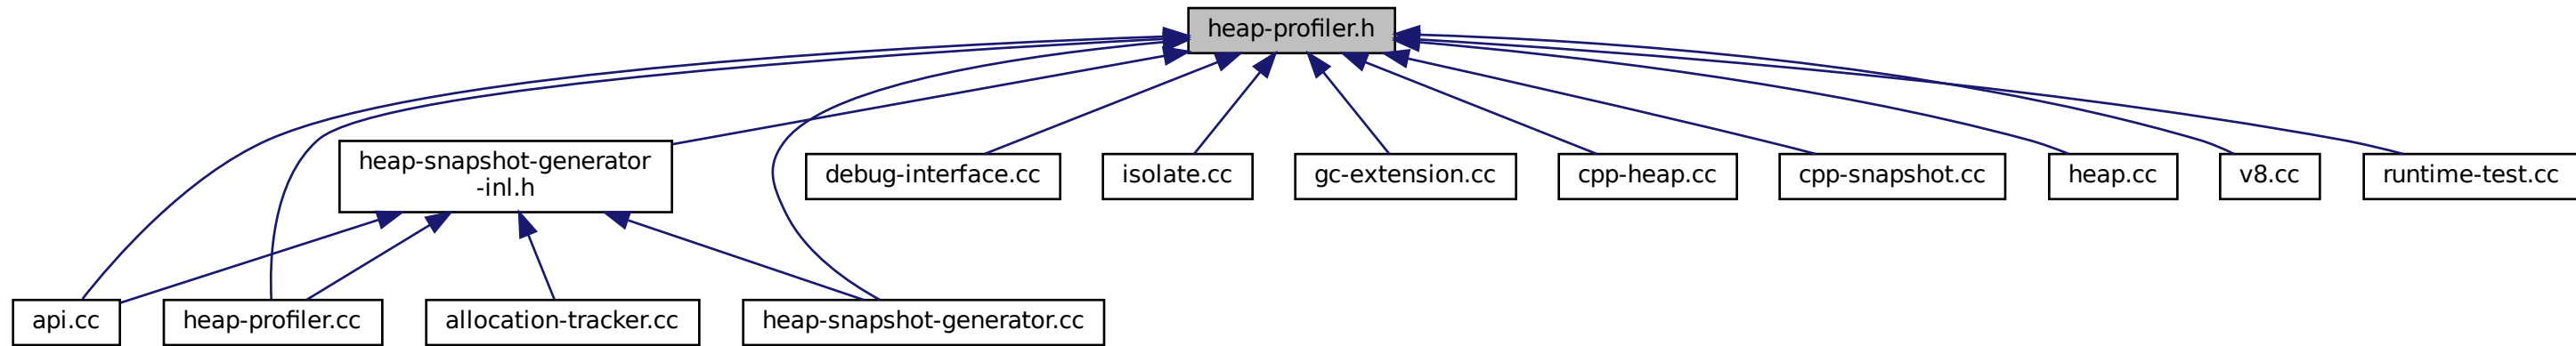 heap-profiler.h
heap-snapshot-generator
-inl.h
debug-interface.cc
isolate.cc
gc-extension.cc
cpp-heap.cc
cpp-snapshot.cc
heap.cc
v8.cc
runtime-test.cc
api.cc
heap-profiler.cc
allocation-tracker.cc
heap-snapshot-generator.cc